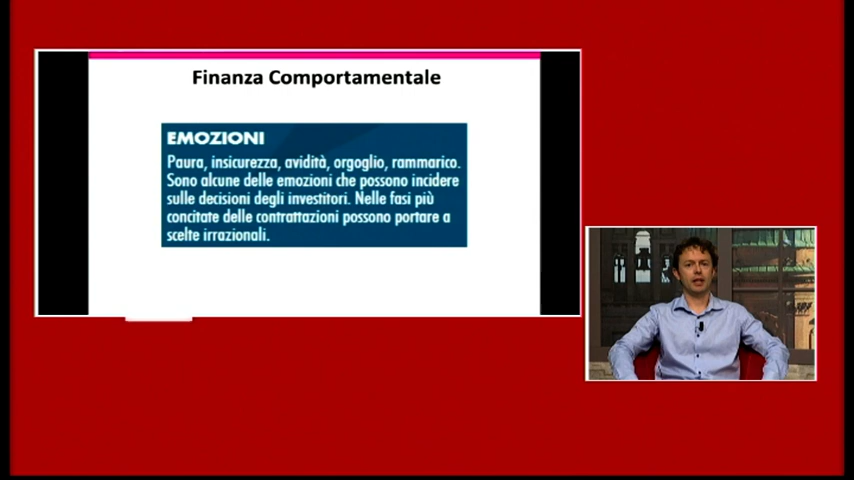 Finanza Comportamentale
EMOZIONI
Paura, insicurezza, avidità, orgoglio, rammarico.
Sono alcune delle emozioni che possono incidere
sulle decisioni degli investitori. Nelle fasi più
concitate delle contrattazioni possono portare a
scelte irrazionali.